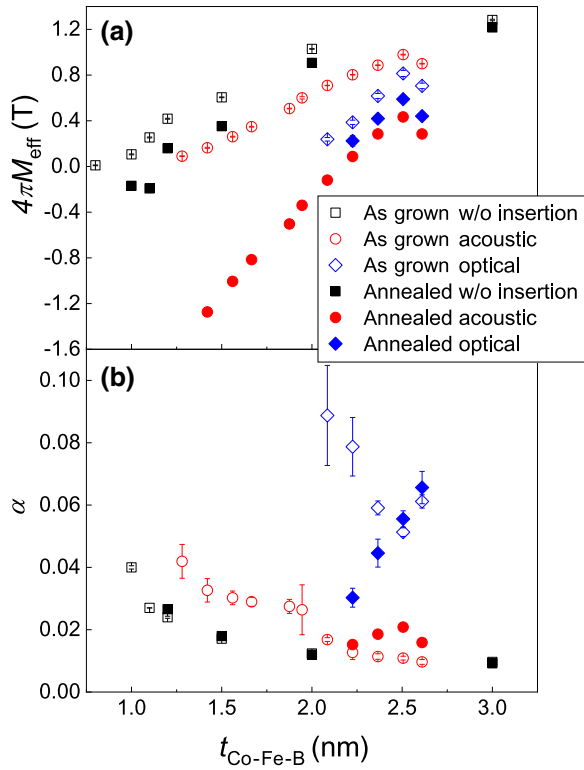 (a)
4πM_eff (T)
1.2
0.8
0.4
0.0
-0.4
-0.8
-1.2
-1.6
As grown w/o insertion
As grown acoustic
As grown optical
Annealed w/o insertion
Annealed acoustic
Annealed optical
(b)
α
0.10
0.08
0.06
0.04
0.02
0.00
1.0 1.5 2.0 2.5 3.0
t_Co-Fe-B (nm)